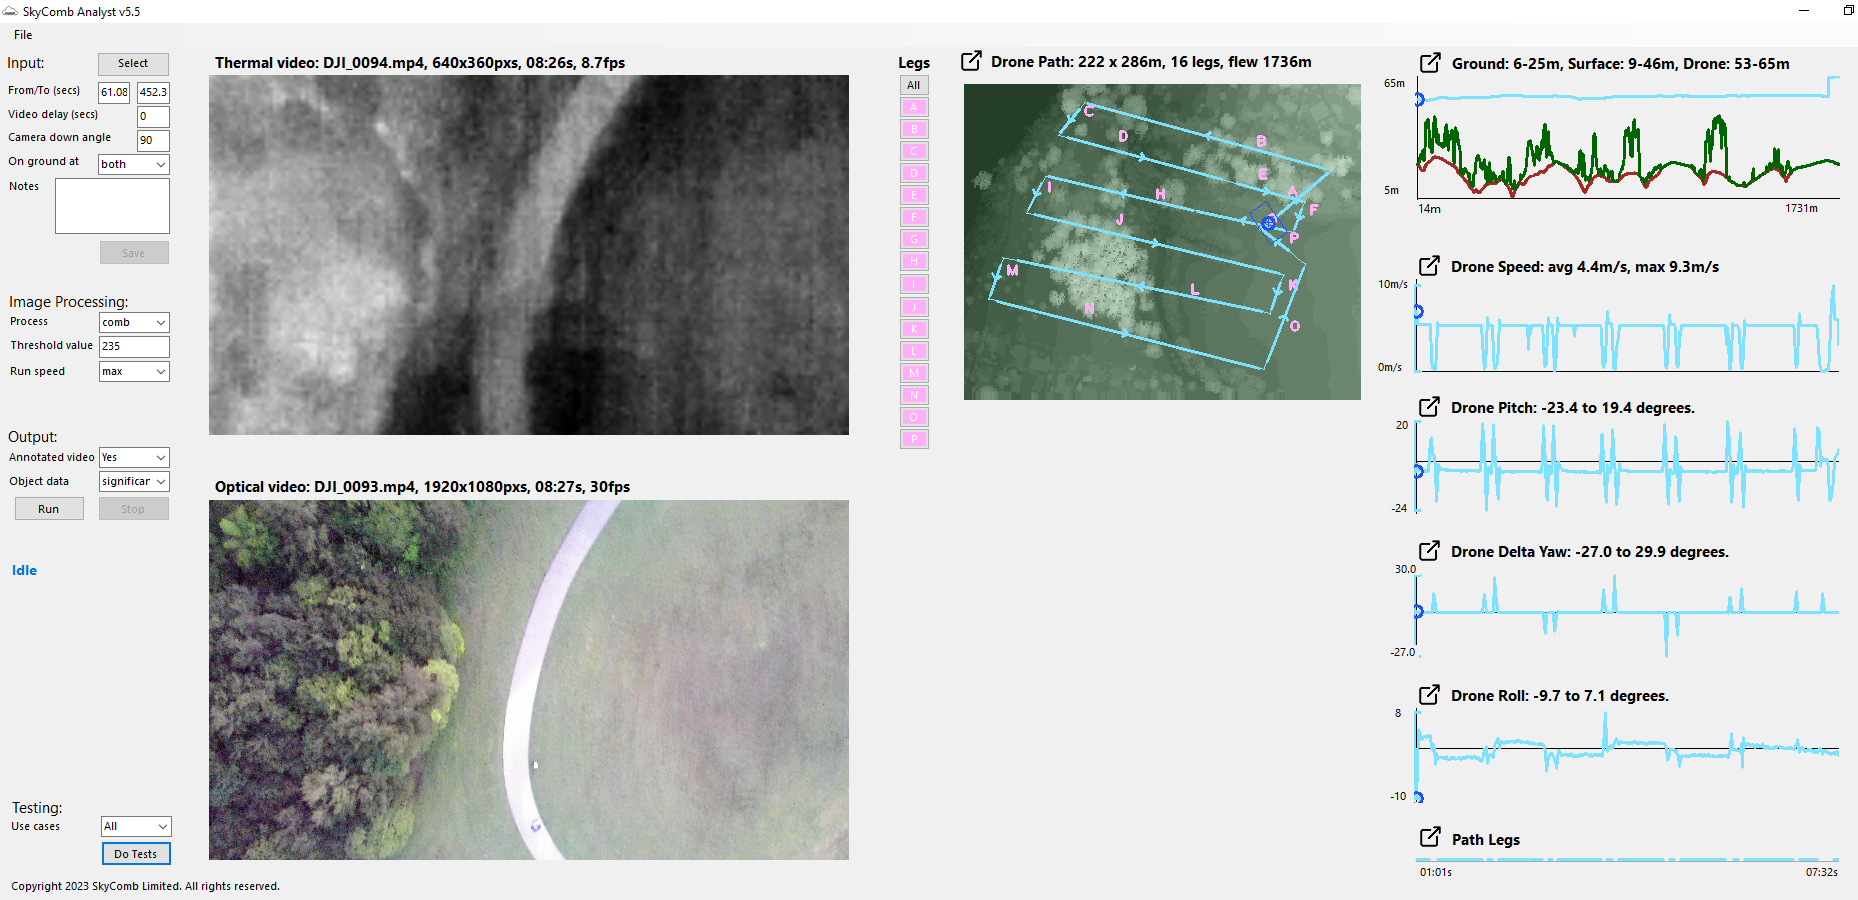 SkyComb Analyst v5.5
File
Input:
Select
From/To (secs)
61.08
452.3
Video delay (secs)
0
Camera down angle
90
On ground at
both
Notes
Save
Image Processing:
Process
comb
Threshold value
235
Run speed
max
Output:
Annotated video
Yes
Object data
significar
Run
Stop
Idle
Testing:
Use cases
All
Do Tests
Copyright 2023 SkyComb Limited. All rights reserved.
Thermal video: DJI_0094.mp4, 640x360pxs, 08:26s, 8.7fps
Optical video: DJI_0093.mp4, 1920x1080pxs, 08:27s, 30fps
Legs
All
A
B
C
D
E
F
G
H
I
J
K
L
M
N
O
P
Drone Path: 222 x 286m, 16 legs, flew 1736m
C
D
B
E
A
I
H
F
J
P
M
L
K
N
O
Ground: 6-25m, Surface: 9-46m, Drone: 53-65m
65m
5m
14m
1731m
Drone Speed: avg 4.4m/s, max 9.3m/s
10m/s
0m/s
Drone Pitch: -23.4 to 19.4 degrees.
20
-24
Drone Delta Yaw: -27.0 to 29.9 degrees.
30.0
-27.0
Drone Roll: -9.7 to 7.1 degrees.
8
-10
Path Legs
01:01s
07:32s